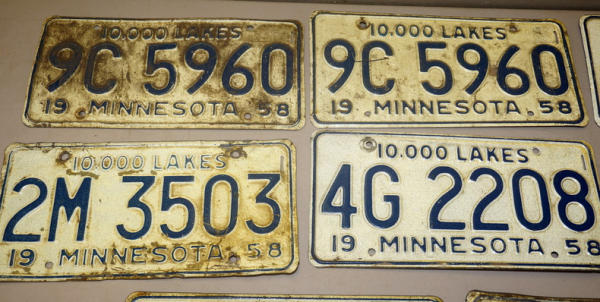 10.000 LAKES
9C 5960
19 MINNESOTA. 58
10.000 LAKES
9C 5960
19 MINNESOTA. 58
10.000 LAKES
2M 3503
19 MINNESOTA. 58
10.000 LAKES
4G 2208
19 MINNESOTA 58